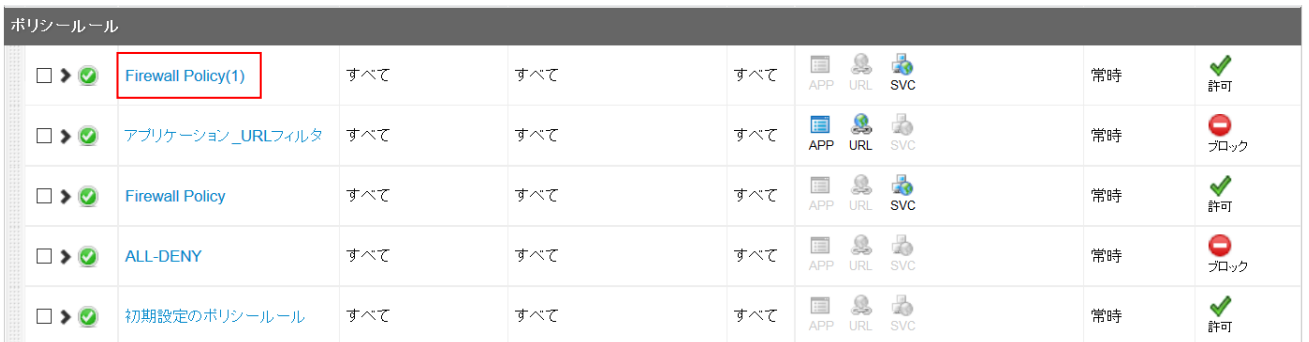 ポリシールール
Firewall Policy(1) すべて すべて すべて APP URL SVC 常時 許可
アプリケーション_URLフィルタ すべて すべて すべて APP URL SVC 常時 ブロック
Firewall Policy すべて すべて すべて APP URL SVC 常時 許可
ALL-DENY すべて すべて すべて APP URL SVC 常時 ブロック
初期設定のポリシールール すべて すべて すべて APP URL SVC 常時 許可